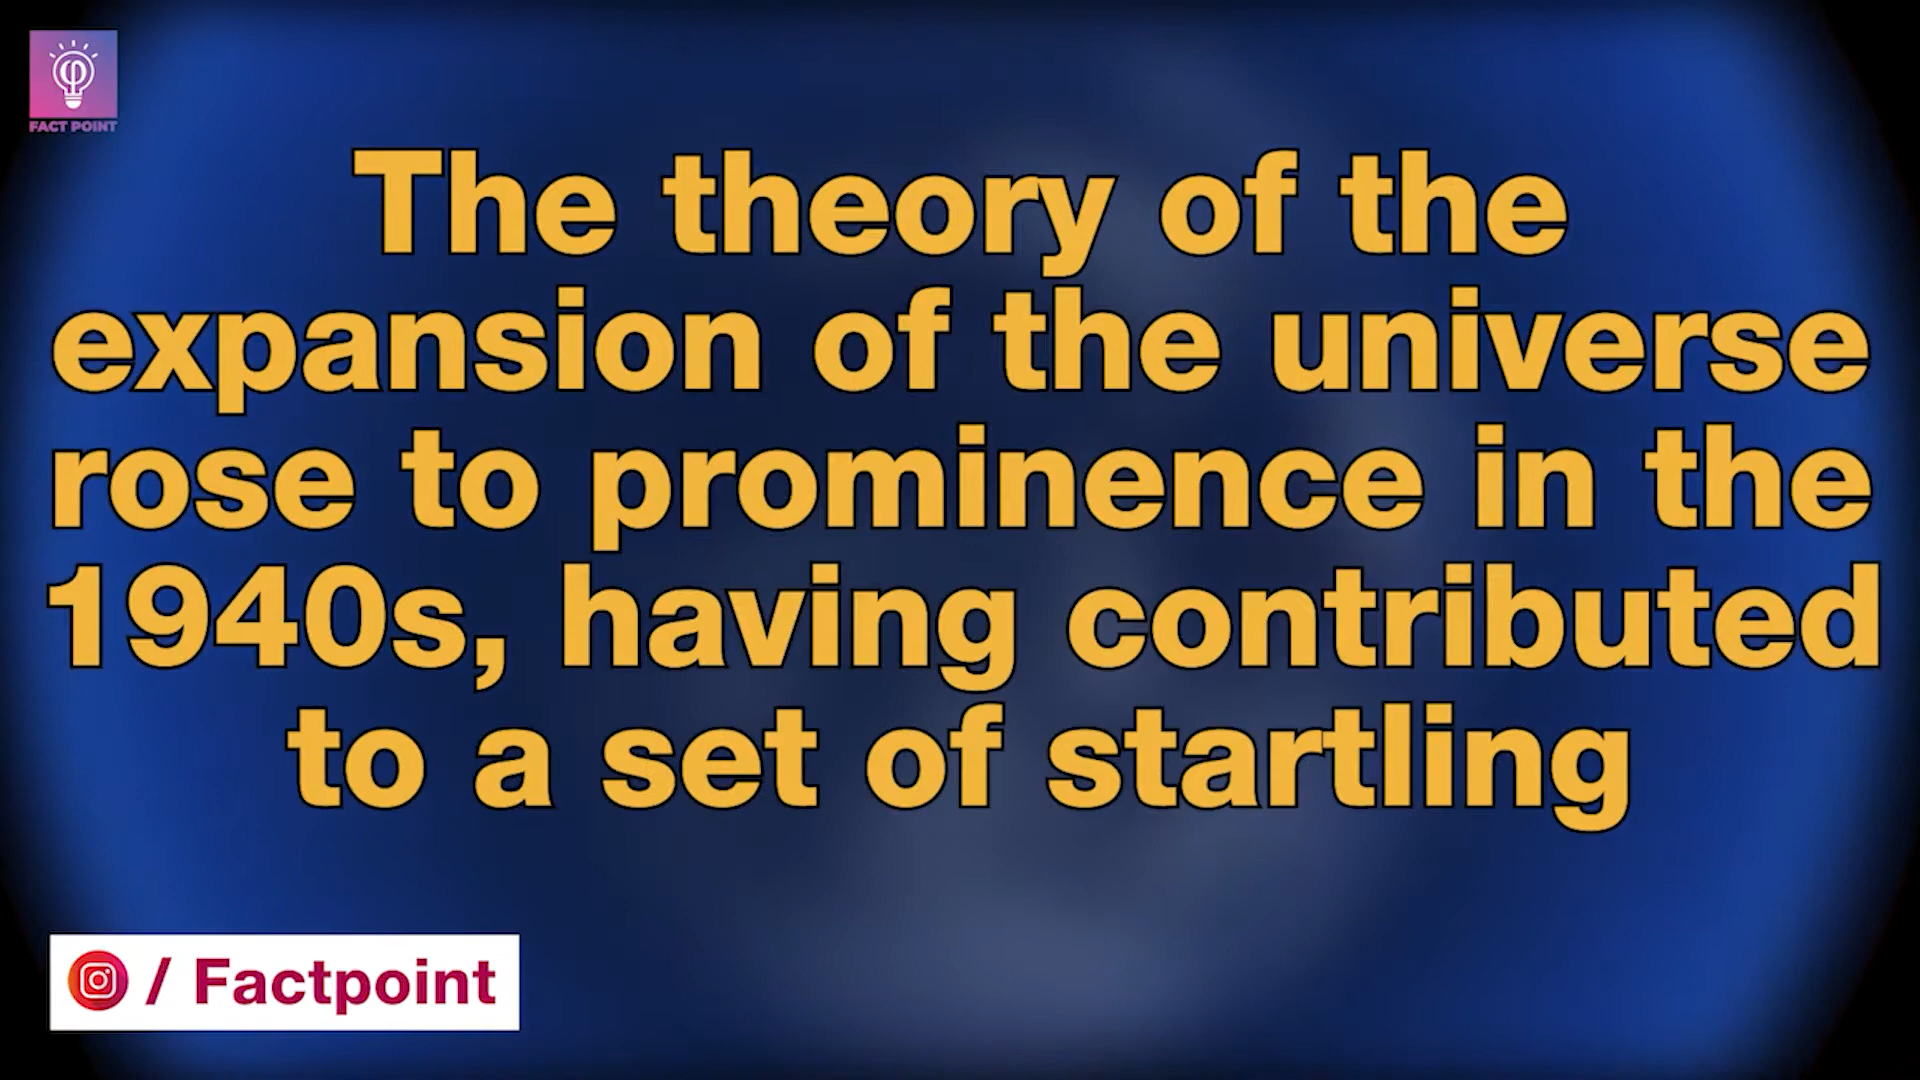 FACT POINT
The theory of the
expansion of the universe
rose to prominence in the
1940s, having contributed
to a set of startling
/ Factpoint